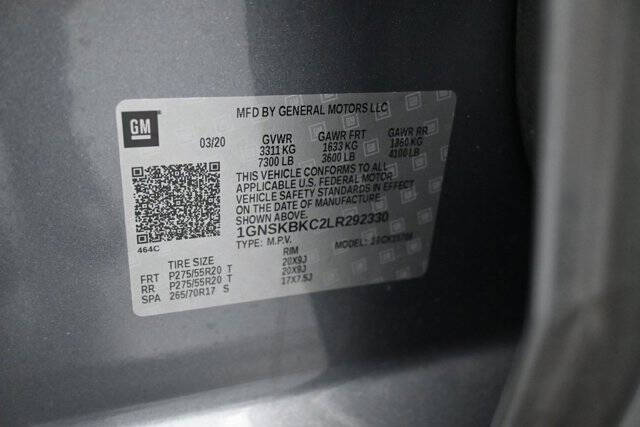 MFD BY GENERAL MOTORS LLC
GM
03/20 GVWR GAWR FRT GAWR RR
3311 KG 1633 KG 1860 KG
7300 LB 3600 LB 4100 LB
THIS VEHICLE CONFORMS TO ALL
APPLICABLE U.S. FEDERAL MOTOR
VEHICLE SAFETY STANDARDS IN EFFECT
ON THE DATE OF MANUFACTURE
SHOWN ABOVE.
1GNSKBKC2LR292330
464C
TYPE: M.P.V. MODEL:
TIRE SIZE RIM
FRT P275/55R20 T 20X9J
RR P275/55R20 T 20X9J
SPA 265/70R17 S 17X7.5J